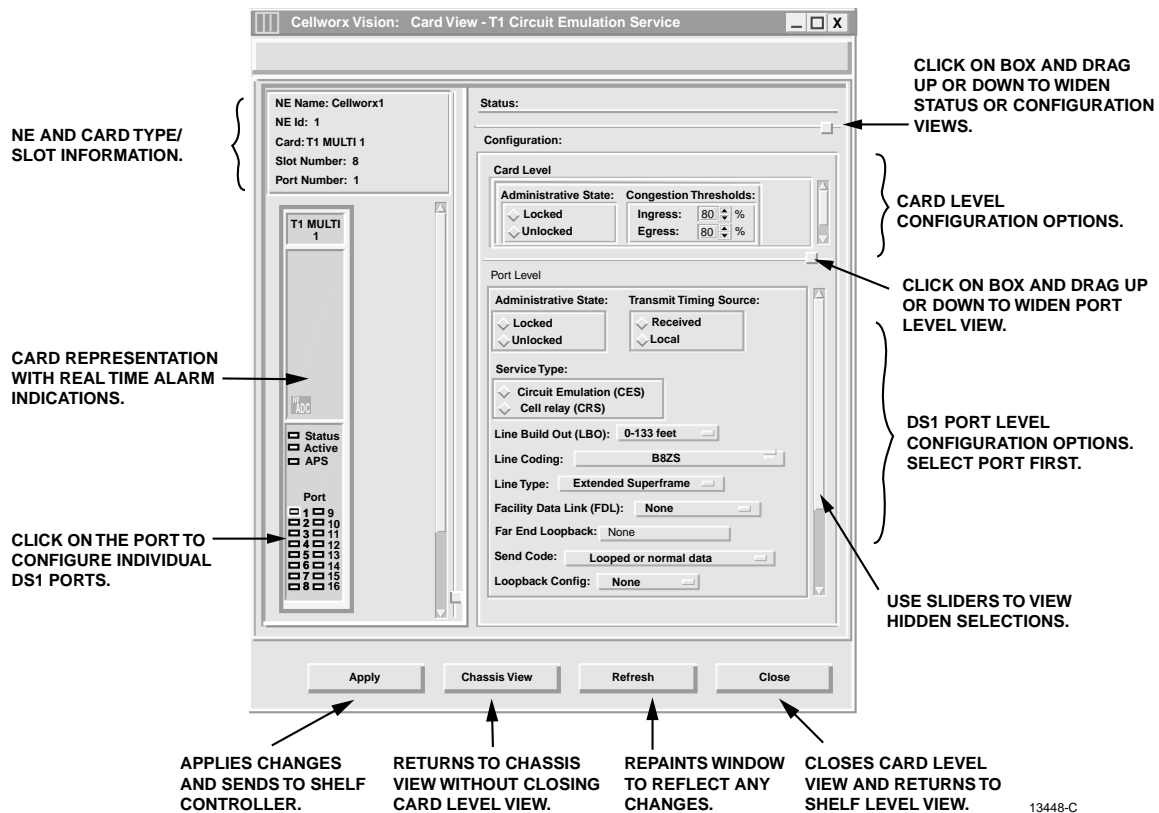 Cellworx Vision: Card View - T1 Circuit Emulation Service
X
CLICK ON BOX AND DRAG
UP OR DOWN TO WIDEN
STATUS OR CONFIGURATION
VIEWS.
NE AND CARD TYPE/
SLOT INFORMATION.
NE Name: Cellworx1
NE Id: 1
Card: T1 MULTI 1
Slot Number: 8
Port Number: 1
Status:
Configuration:
Card Level
Administrative State:
Locked
Unlocked
Congestion Thresholds:
Ingress: 80 %
Egress: 80 %
CARD LEVEL
CONFIGURATION OPTIONS.
CLICK ON BOX AND DRAG UP
OR DOWN TO WIDEN PORT
LEVEL VIEW.
T1 MULTI
1
CARD REPRESENTATION
WITH REAL TIME ALARM
INDICATIONS.
ADC
Status
Active
APS
Port
1 9
2 10
3 11
4 12
5 13
6 14
7 15
8 16
CLICK ON THE PORT TO
CONFIGURE INDIVIDUAL
DS1 PORTS.
Port Level
Administrative State:
Locked
Unlocked
Transmit Timing Source:
Received
Local
Service Type:
Circuit Emulation (CES)
Cell relay (CRS)
Line Build Out (LBO): 0-133 feet
Line Coding: B8ZS
Line Type: Extended Superframe
Facility Data Link (FDL): None
Far End Loopback: None
Send Code: Looped or normal data
Loopback Config: None
DS1 PORT LEVEL
CONFIGURATION OPTIONS.
SELECT PORT FIRST.
USE SLIDERS TO VIEW
HIDDEN SELECTIONS.
Apply
Chassis View
Refresh
Close
APPLIES CHANGES
AND SENDS TO SHELF
CONTROLLER.
RETURNS TO CHASSIS
VIEW WITHOUT CLOSING
CARD LEVEL VIEW.
REPAINTS WINDOW
TO REFLECT ANY
CHANGES.
CLOSES CARD LEVEL
VIEW AND RETURNS TO
SHELF LEVEL VIEW.
13448-C